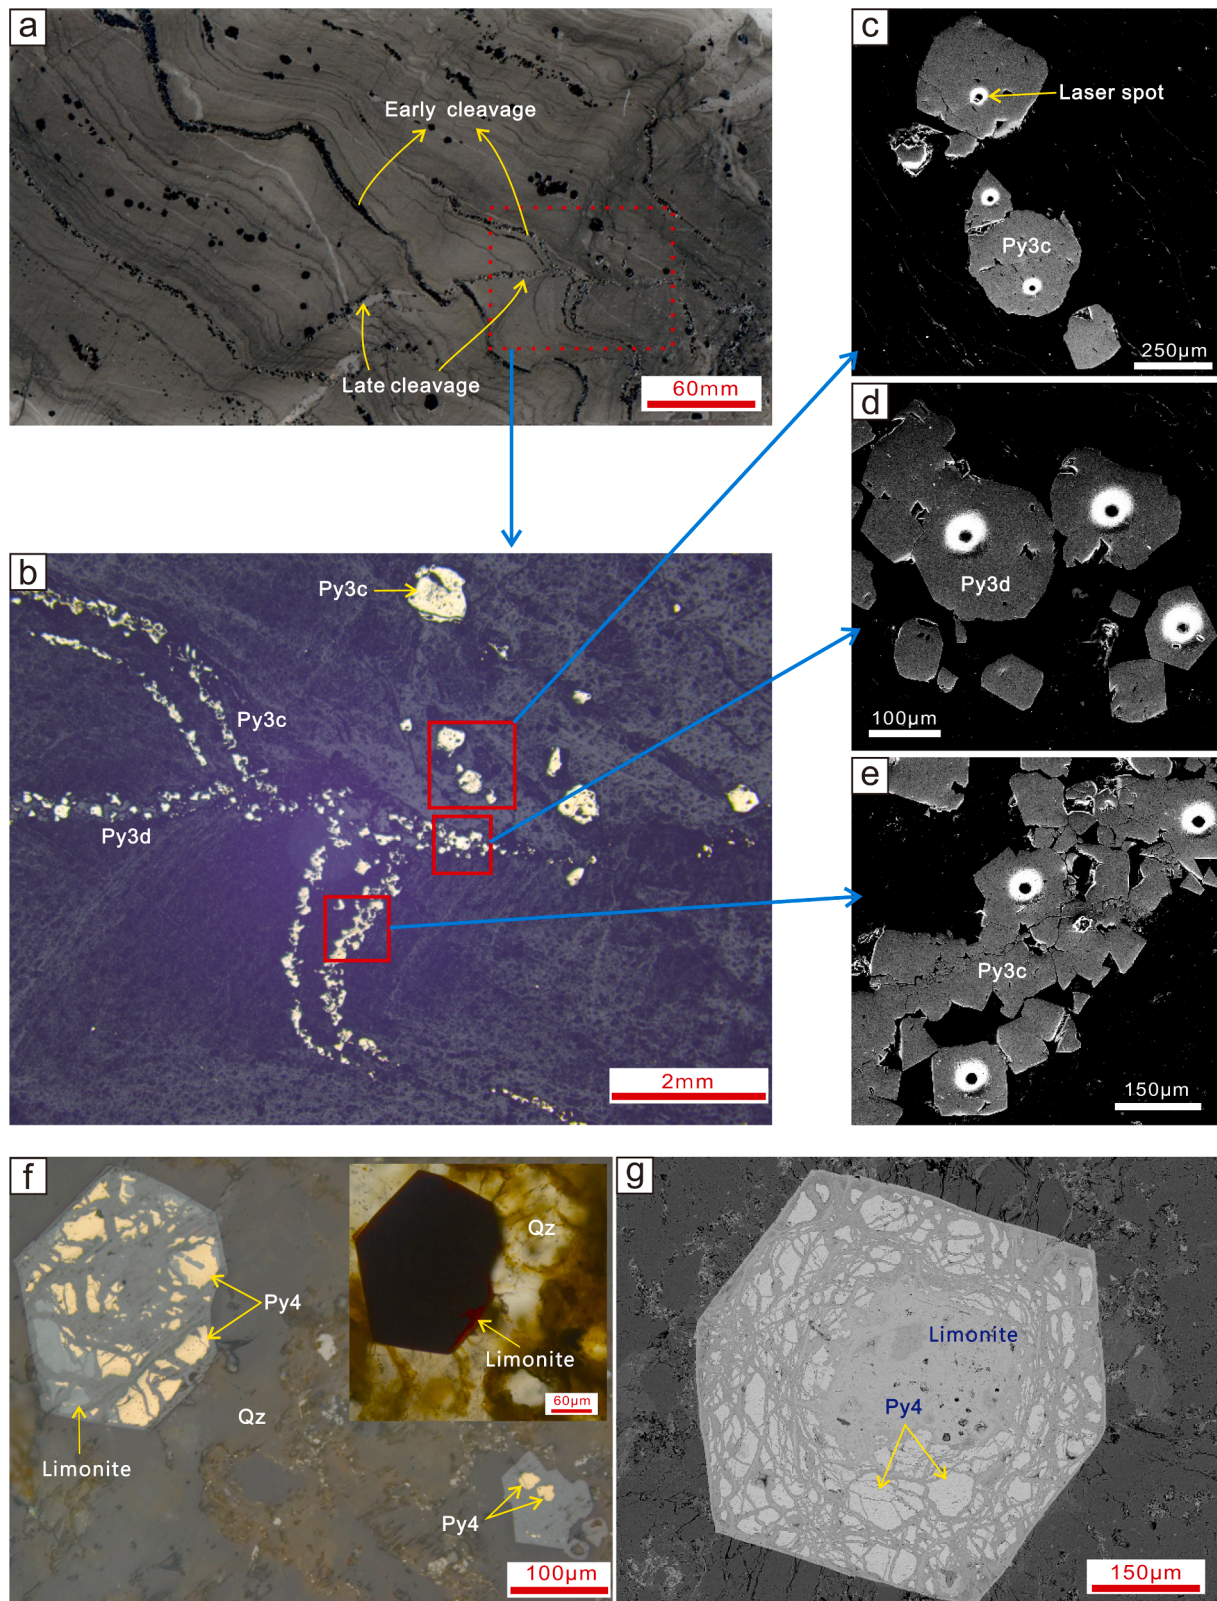 a
Early cleavage
Late cleavage
60mm
b
Py3c
Py3c
Py3d
2mm
c
Laser spot
Py3c
250μm
d
Py3d
100μm
e
Py3c
150μm
f
Qz
Py4
Limonite
60μm
Qz
Limonite
Py4
100μm
g
Limonite
Py4
150μm